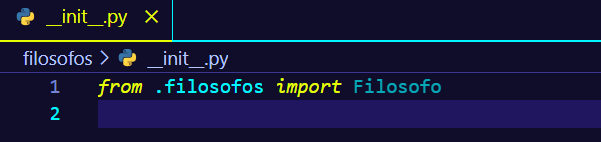 __init__.py ×
filosofos > __init__.py
1 from .filosofos import Filosofo
2